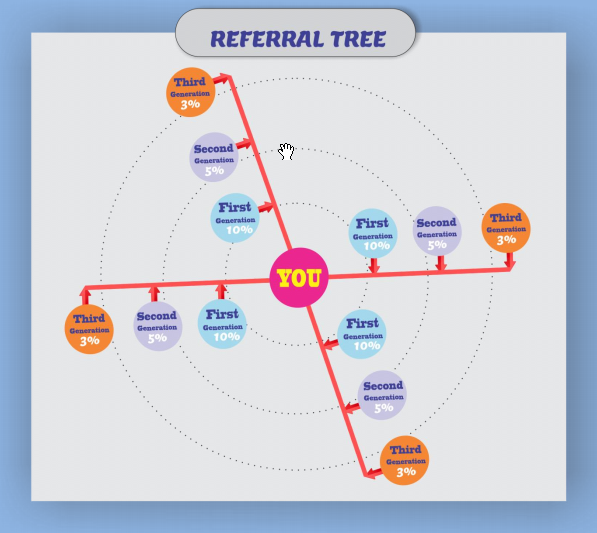 REFERRAL TREE
Third
Generation
3%
Second
Generation
5%
First
Generation
10%
First
Generation
10%
Second
Generation
5%
Third
Generation
3%
YOU
Third
Generation
3%
Second
Generation
5%
First
Generation
10%
First
Generation
10%
Second
Generation
5%
Third
Generation
3%